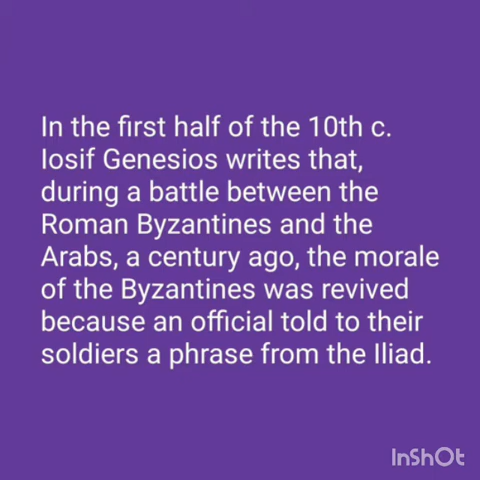 In the first half of the 10th c.
Iosif Genesios writes that,
during a battle between the
Roman Byzantines and the
Arabs, a century ago, the morale
of the Byzantines was revived
because an official told to their
soldiers a phrase from the Iliad.
InShOt